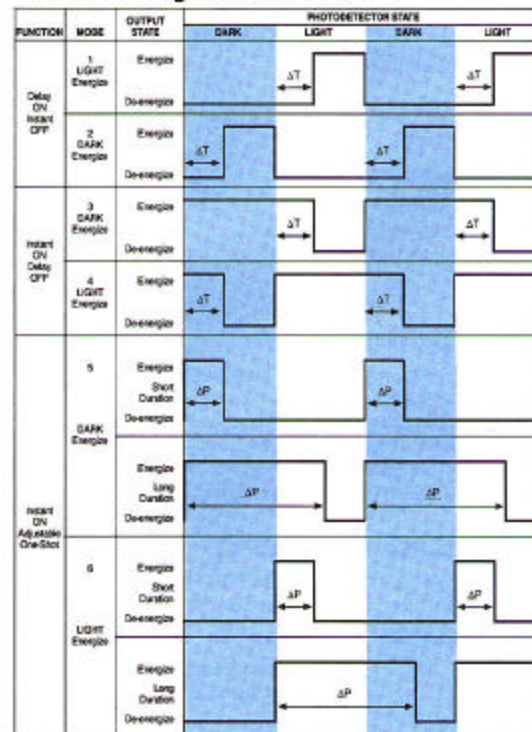 PHOTODETECTOR STATE
FUNCTION MODE OUTPUT STATE DARK LIGHT DARK LIGHT
Delay ON Instant OFF
1 LIGHT Energize
Energize
ΔT ΔT
De-energize
2 DARK Energize
Energize
ΔT ΔT
De-energize
Instant ON Delay OFF
3 DARK Energize
Energize
ΔT ΔT
De-energize
4 LIGHT Energize
Energize
ΔT ΔT
De-energize
Instant ON Adjustable One-Shot
5
DARK Energize
Energize
Short Duration
ΔP ΔP
De-energize
Energize
Long Duration
ΔP ΔP
De-energize
6
LIGHT Energize
Energize
Short Duration
ΔP ΔP
De-energize
Energize
Long Duration
ΔP
De-energize